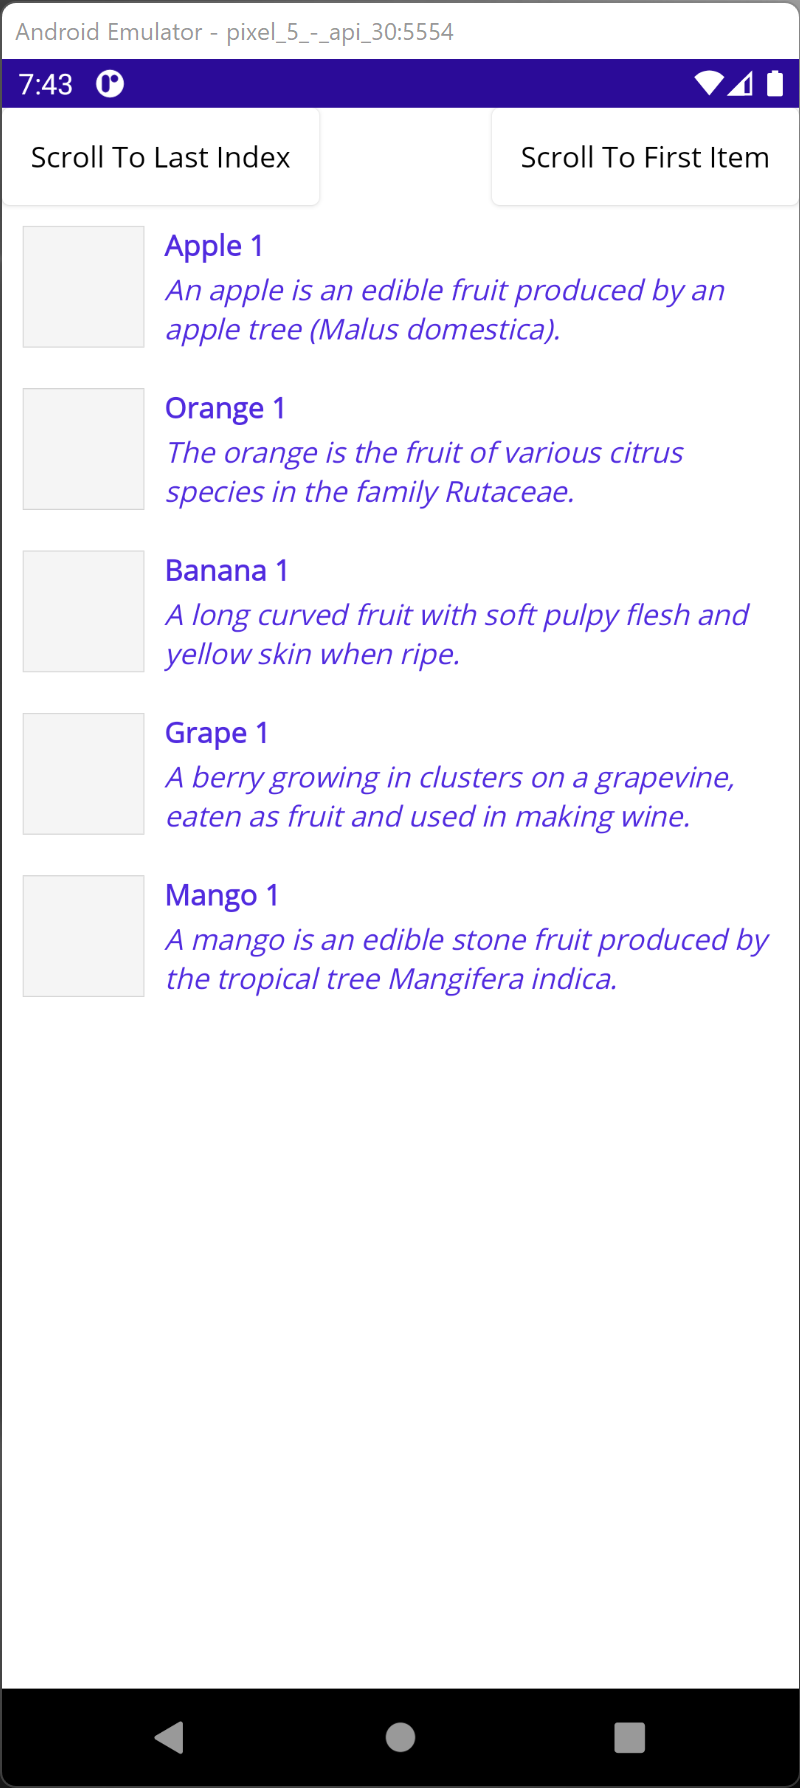 Android Emulator - pixel_5_-_api_30:5554
7:43
Scroll To Last Index
Scroll To First Item
Apple 1
An apple is an edible fruit produced by an
apple tree (Malus domestica).
Orange 1
The orange is the fruit of various citrus
species in the family Rutaceae.
Banana 1
A long curved fruit with soft pulpy flesh and
yellow skin when ripe.
Grape 1
A berry growing in clusters on a grapevine,
eaten as fruit and used in making wine.
Mango 1
A mango is an edible stone fruit produced by
the tropical tree Mangifera indica.